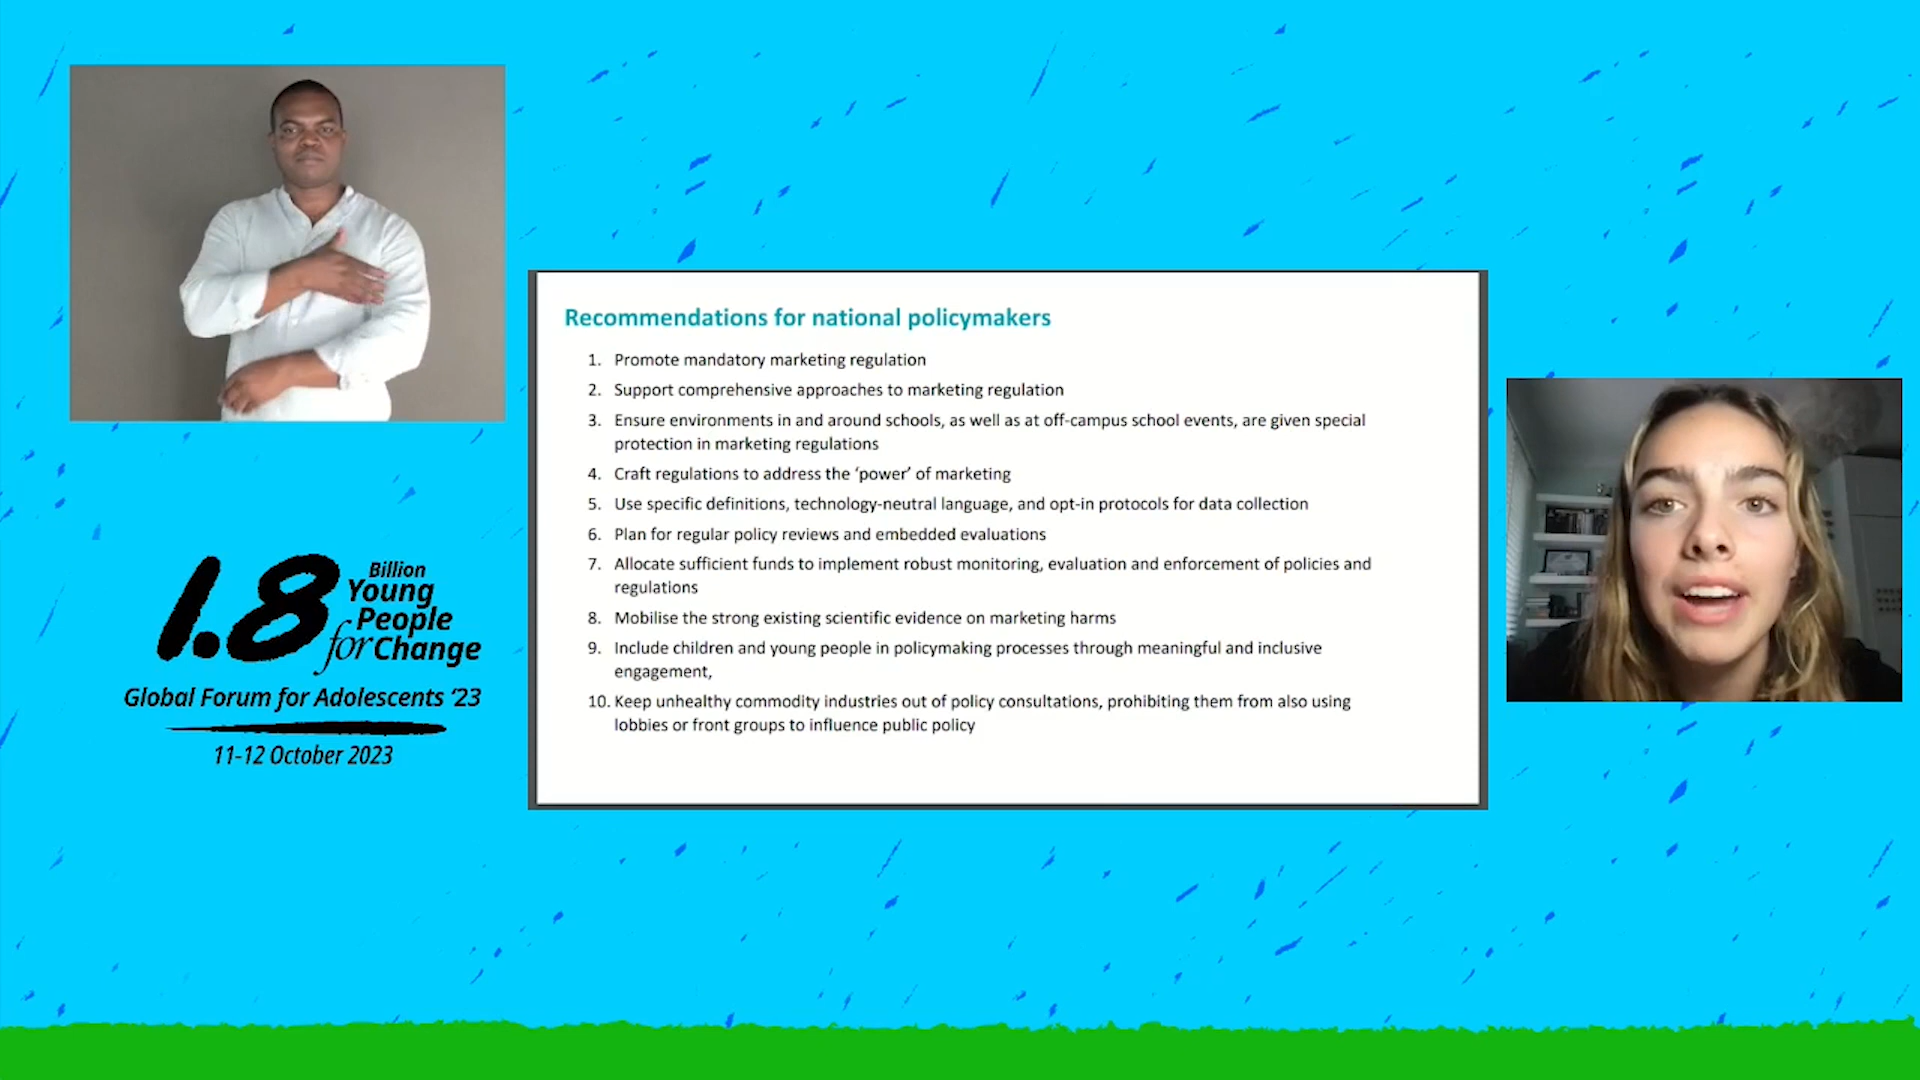 1.8 Billion
Young
People
for Change
Global Forum for Adolescents ‘23
11-12 October 2023
Recommendations for national policymakers
1. Promote mandatory marketing regulation
2. Support comprehensive approaches to marketing regulation
3. Ensure environments in and around schools, as well as at off-campus school events, are given special
protection in marketing regulations
4. Craft regulations to address the ‘power’ of marketing
5. Use specific definitions, technology-neutral language, and opt-in protocols for data collection
6. Plan for regular policy reviews and embedded evaluations
7. Allocate sufficient funds to implement robust monitoring, evaluation and enforcement of policies and
regulations
8. Mobilise the strong existing scientific evidence on marketing harms
9. Include children and young people in policymaking processes through meaningful and inclusive
engagement,
10. Keep unhealthy commodity industries out of policy consultations, prohibiting them from also using
lobbies or front groups to influence public policy